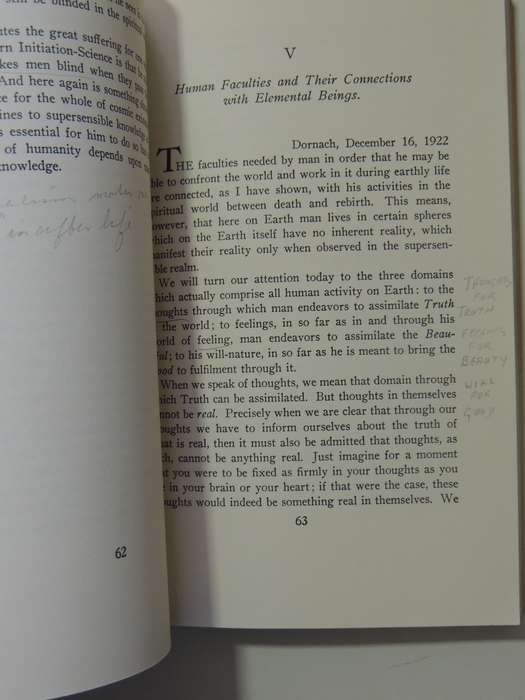 be blinded in the spiritual
tes the great suffering for
rn Initiation-Science is that
kes men blind when they
And here again is something
e for the whole of cosmic
ines to supersensible knowledge
s essential for him to do so
of humanity depends upon
nowledge.
in after life
62
V
Human Faculties and Their Connections
with Elemental Beings.
Dornach, December 16, 1922
THE faculties needed by man in order that he may be
ble to confront the world and work in it during earthly life
re connected, as I have shown, with his activities in the
piritual world between death and rebirth. This means,
owever, that here on Earth man lives in certain spheres
hich on the Earth itself have no inherent reality, which
anifest their reality only when observed in the supersen-
ble realm.
We will turn our attention today to the three domains
hich actually comprise all human activity on Earth: to the
oughts through which man endeavors to assimilate Truth
the world; to feelings, in so far as in and through his
orld of feeling, man endeavors to assimilate the Beau-
ful; to his will-nature, in so far as he is meant to bring the
ood to fulfilment through it.
When we speak of thoughts, we mean that domain through
hich Truth can be assimilated. But thoughts in themselves
nnot be real. Precisely when we are clear that through our
oughts we have to inform ourselves about the truth of
hat is real, then it must also be admitted that thoughts, as
ch, cannot be anything real. Just imagine for a moment
t you were to be fixed as firmly in your thoughts as you
in your brain or your heart; if that were the case, these
oughts would indeed be something real in themselves. We
63
THOUGHTS
FOR
TRUTH
FEELINGS
FOR
BEAUTY
WILL
FOR
GOOD